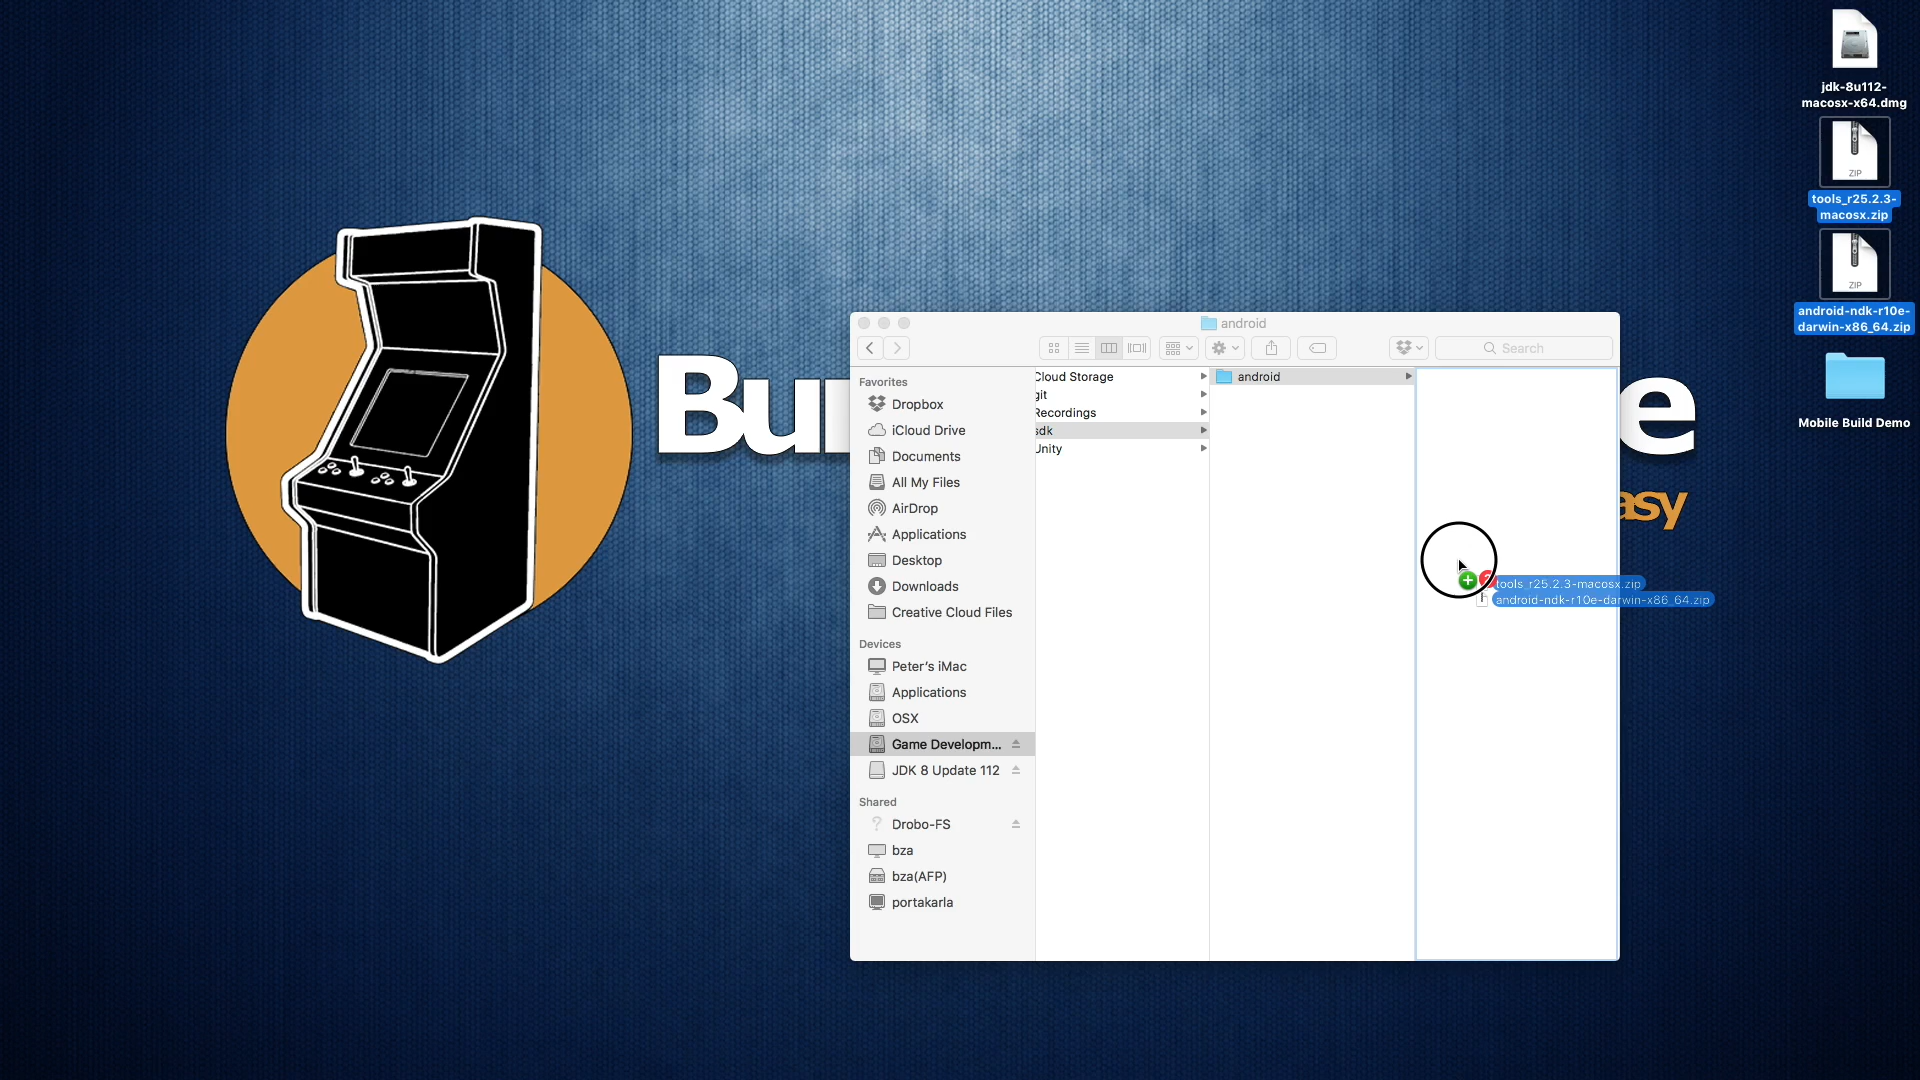 jdk-8u112-
macosx-x64.dmg
ZIP
tools_r25.2.3-
macosx.zip
ZIP
android-ndk-r10e-
darwin-x86_64.zip
Mobile Build Demo
Bu
e
asy
android
Search
Favorites
Dropbox
iCloud Drive
Documents
All My Files
AirDrop
Applications
Desktop
Downloads
Creative Cloud Files
Devices
Peter's iMac
Applications
OSX
Game Developm...
JDK 8 Update 112
Shared
Drobo-FS
bza
bza(AFP)
portakarla
Cloud Storage
git
Recordings
sdk
Unity
android
tools_r25.2.3-macosx.zip
android-ndk-r10e-darwin-x86_64.zip